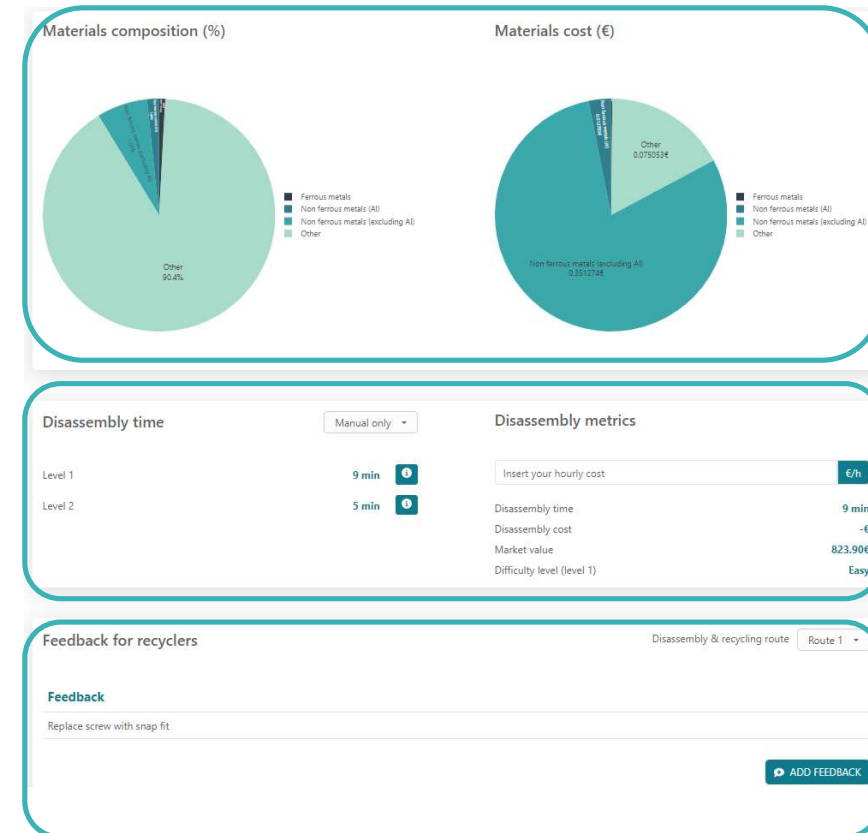 Materials composition (%)
Materials cost (€)
Other
90.4%
Ferrous metals
Non ferrous metals (Al)
Non ferrous metals (excluding Al)
Other
Non ferrous metals (Al)
Other
0.075053€
Non ferrous metals (excluding Al)
0.351274€
Ferrous metals
Non ferrous metals (Al)
Non ferrous metals (excluding Al)
Other
Disassembly time
Manual only
Level 1 9 min
Level 2 5 min
Disassembly metrics
Insert your hourly cost €/h
Disassembly time 9 min
Disassembly cost -€
Market value 823.90€
Difficulty level (level 1) Easy
Feedback for recyclers
Disassembly & recycling route Route 1
Feedback
Replace screw with snap fit
ADD FEEDBACK